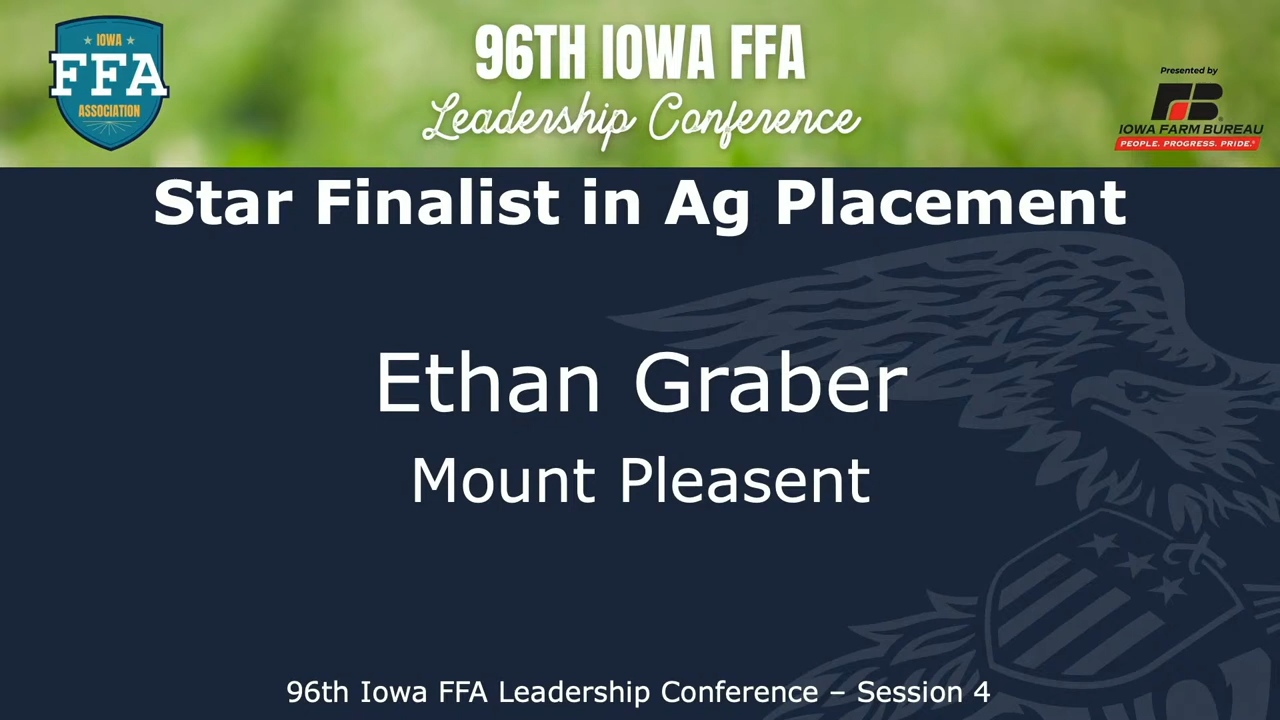 IOWA
FFA
ASSOCIATION
96TH IOWA FFA
Leadership Conference
Presented by
FB
IOWA FARM BUREAU
PEOPLE. PROGRESS. PRIDE.®
Star Finalist in Ag Placement
Ethan Graber
Mount Pleasent
96th Iowa FFA Leadership Conference – Session 4